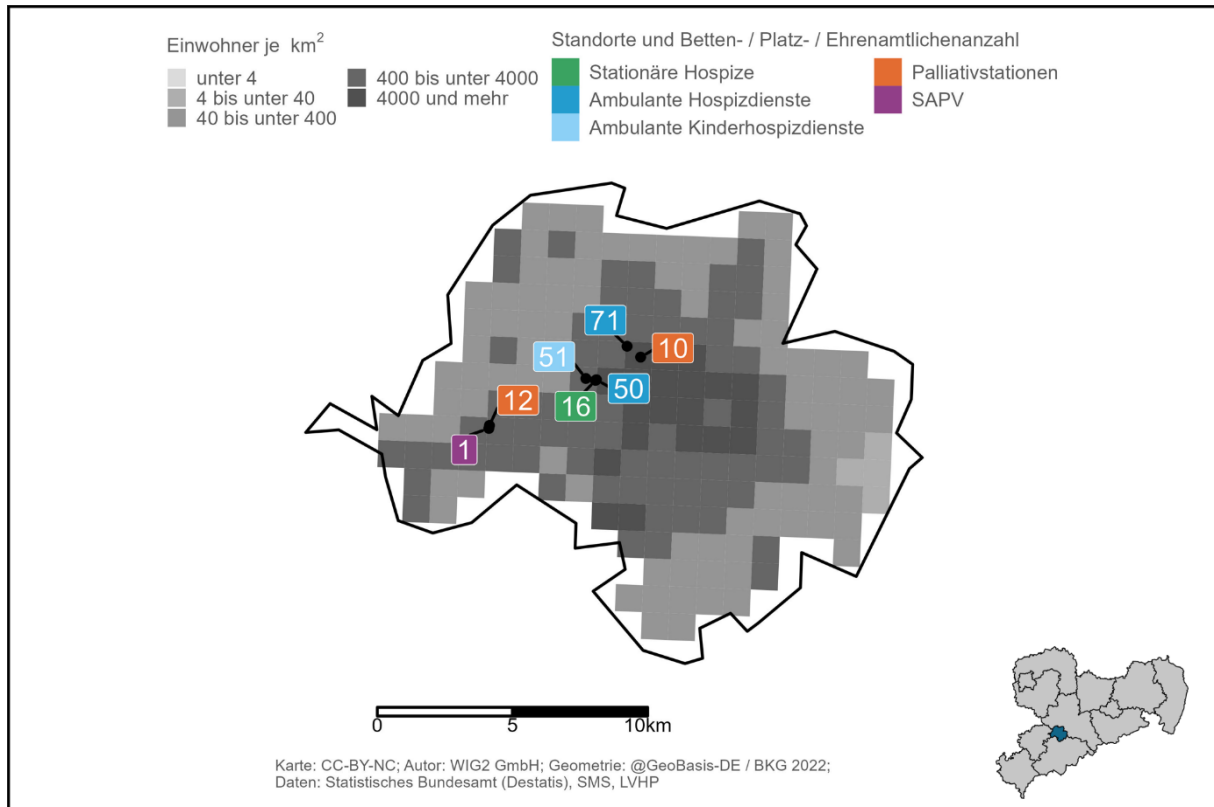 Einwohner je km²
unter 4
4 bis unter 40
40 bis unter 400
400 bis unter 4000
4000 und mehr
Standorte und Betten- / Platz- / Ehrenamtlichenanzahl
Stationäre Hospize
Ambulante Hospizdienste
Ambulante Kinderhospizdienste
Palliativstationen
SAPV
71
10
51
50
16
12
1
0 5 10km
Karte: CC-BY-NC; Autor: WIG2 GmbH; Geometrie: @GeoBasis-DE / BKG 2022;
Daten: Statistisches Bundesamt (Destatis), SMS, LVHP